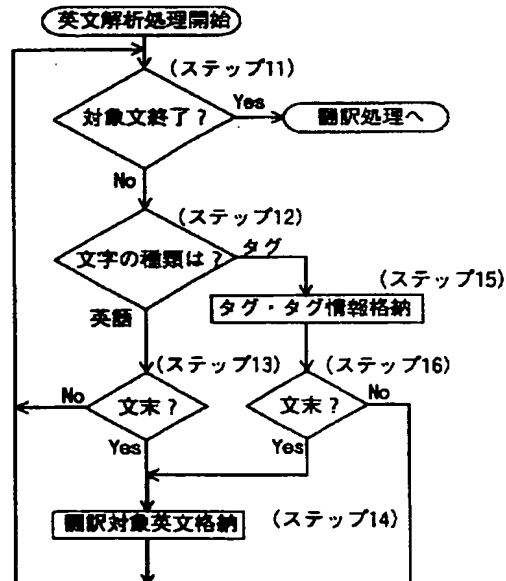 英文解析処理開始
(ステップ11)
対象文終了？
Yes
翻訳処理へ
No
(ステップ12)
文字の種類は？
タグ
(ステップ15)
タグ・タグ情報格納
英語
(ステップ13)
(ステップ16)
No
文末？
文末？
No
Yes
Yes
翻訳対象英文格納
(ステップ14)